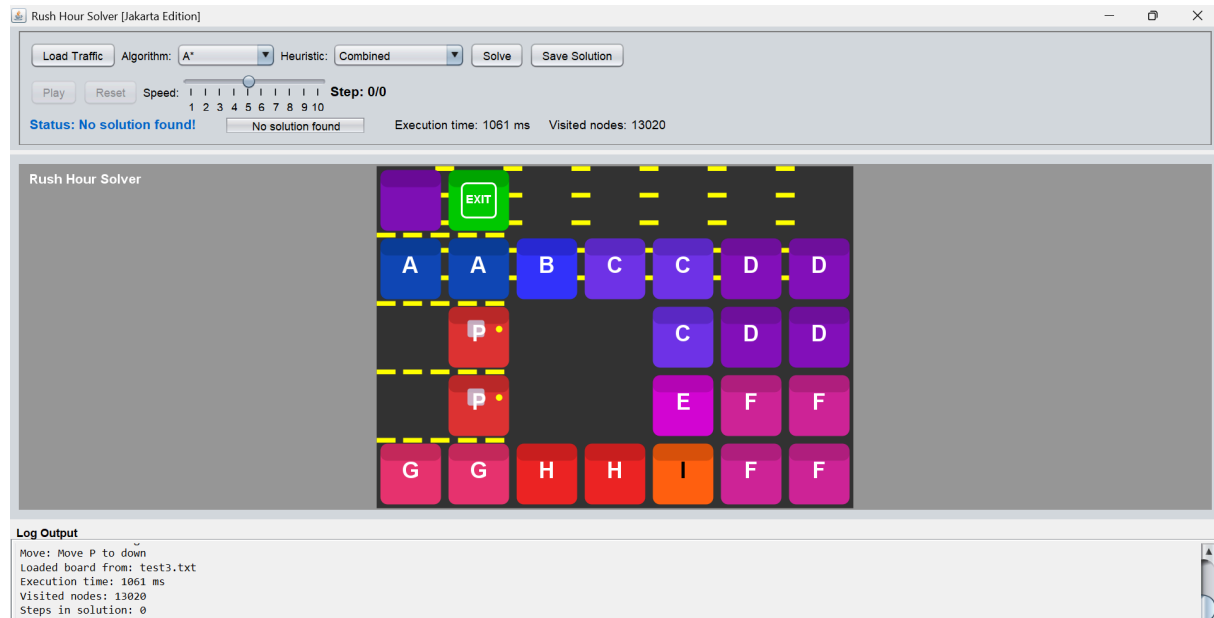 Rush Hour Solver [Jakarta Edition]
Load Traffic Algorithm: A* Heuristic: Combined Solve Save Solution
Play Reset Speed: 1 2 3 4 5 6 7 8 9 10 Step: 0/0
Status: No solution found! No solution found Execution time: 1061 ms Visited nodes: 13020
Rush Hour Solver
EXIT
A A B C C D D
P C D D
P E F F
G G H H I F F
Log Output
Move: Move P to down
Loaded board from: test3.txt
Execution time: 1061 ms
Visited nodes: 13020
Steps in solution: 0